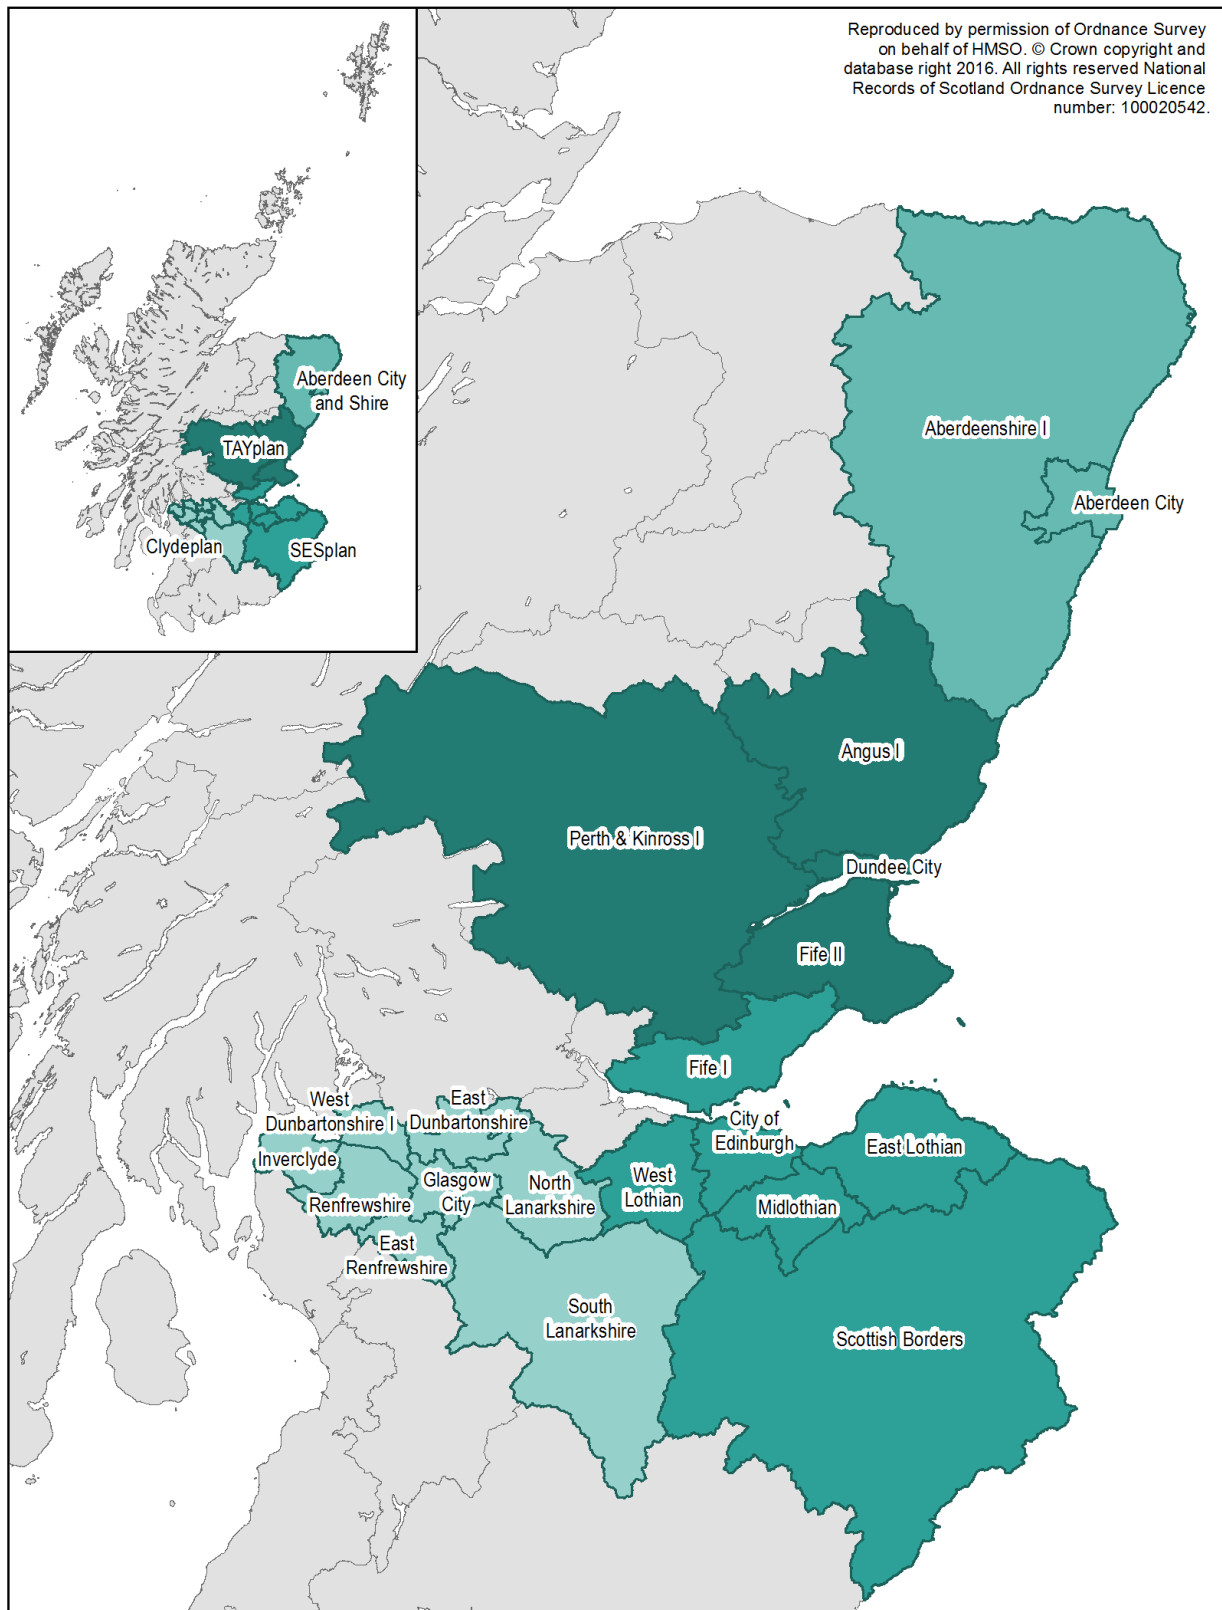 Reproduced by permission of Ordnance Survey
on behalf of HMSO. © Crown copyright and
database right 2016. All rights reserved National
Records of Scotland Ordnance Survey Licence
number: 100020542.
Aberdeen City
and Shire
TAYplan
Clydeplan
SESplan
Aberdeenshire I
Aberdeen City
Angus I
Perth & Kinross I
Dundee City
Fife II
Fife I
West
Dunbartonshire I
East
Dunbartonshire
City of
Edinburgh
East Lothian
Inverclyde
Glasgow
City
North
Lanarkshire
West
Lothian
Renfrewshire
Midlothian
East
Renfrewshire
South
Lanarkshire
Scottish Borders